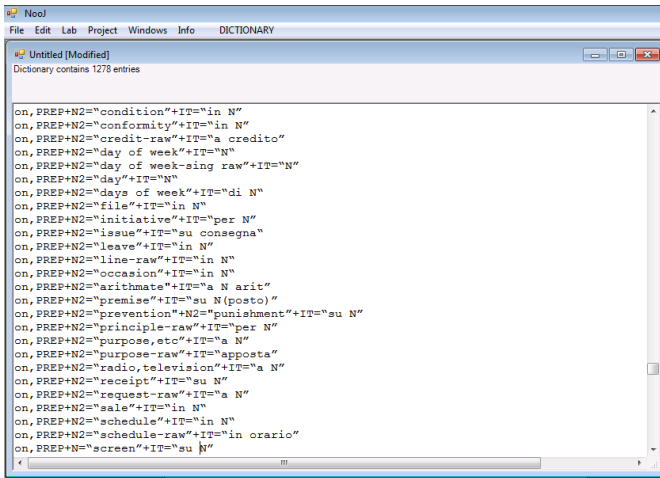 NooJ
File Edit Lab Project Windows Info DICTIONARY
Untitled [Modified]
Dictionary contains 1278 entries
on,PREP+N2=“condition”+IT=“in N”
on,PREP+N2=“conformity”+IT=“in N”
on,PREP+N2=“credit-raw”+IT=“a credito”
on,PREP+N2=“day of week”+IT=“N“
on,PREP+N2=“day of week-sing raw”+IT=“N”
on,PREP+N2=“day”+IT=“N“
on,PREP+N2=“days of week”+IT=“di N“
on,PREP+N2=“file”+IT=“in N“
on,PREP+N2=“initiative”+IT=“per N”
on,PREP+N2=“issue”+IT=“su consegna“
on,PREP+N2=“leave”+IT=“in N”
on,PREP+N2=“line-raw”+IT=“in N“
on,PREP+N2=“occasion”+IT=“in N“
on,PREP+N2=“arithmate"+IT=“a N arit”
on,PREP+N2=“premise”+IT=“su N(posto)”
on,PREP+N2=“prevention"+N2="punishment”+IT=“su N”
on,PREP+N2=“principle-raw”+IT=“per N”
on,PREP+N2=“purpose,etc”+IT=“a N”
on,PREP+N2=“purpose-raw”+IT=“apposta”
on,PREP+N2=“radio,television”+IT=“a N”
on,PREP+N2=“receipt”+IT=“su N”
on,PREP+N2=“request-raw”+IT=“a N”
on,PREP+N2=“sale”+IT=“in N“
on,PREP+N2=“schedule”+IT=“in N“
on,PREP+N2=“schedule-raw”+IT=“in orario”
on,PREP+N=“screen”+IT=“su N”